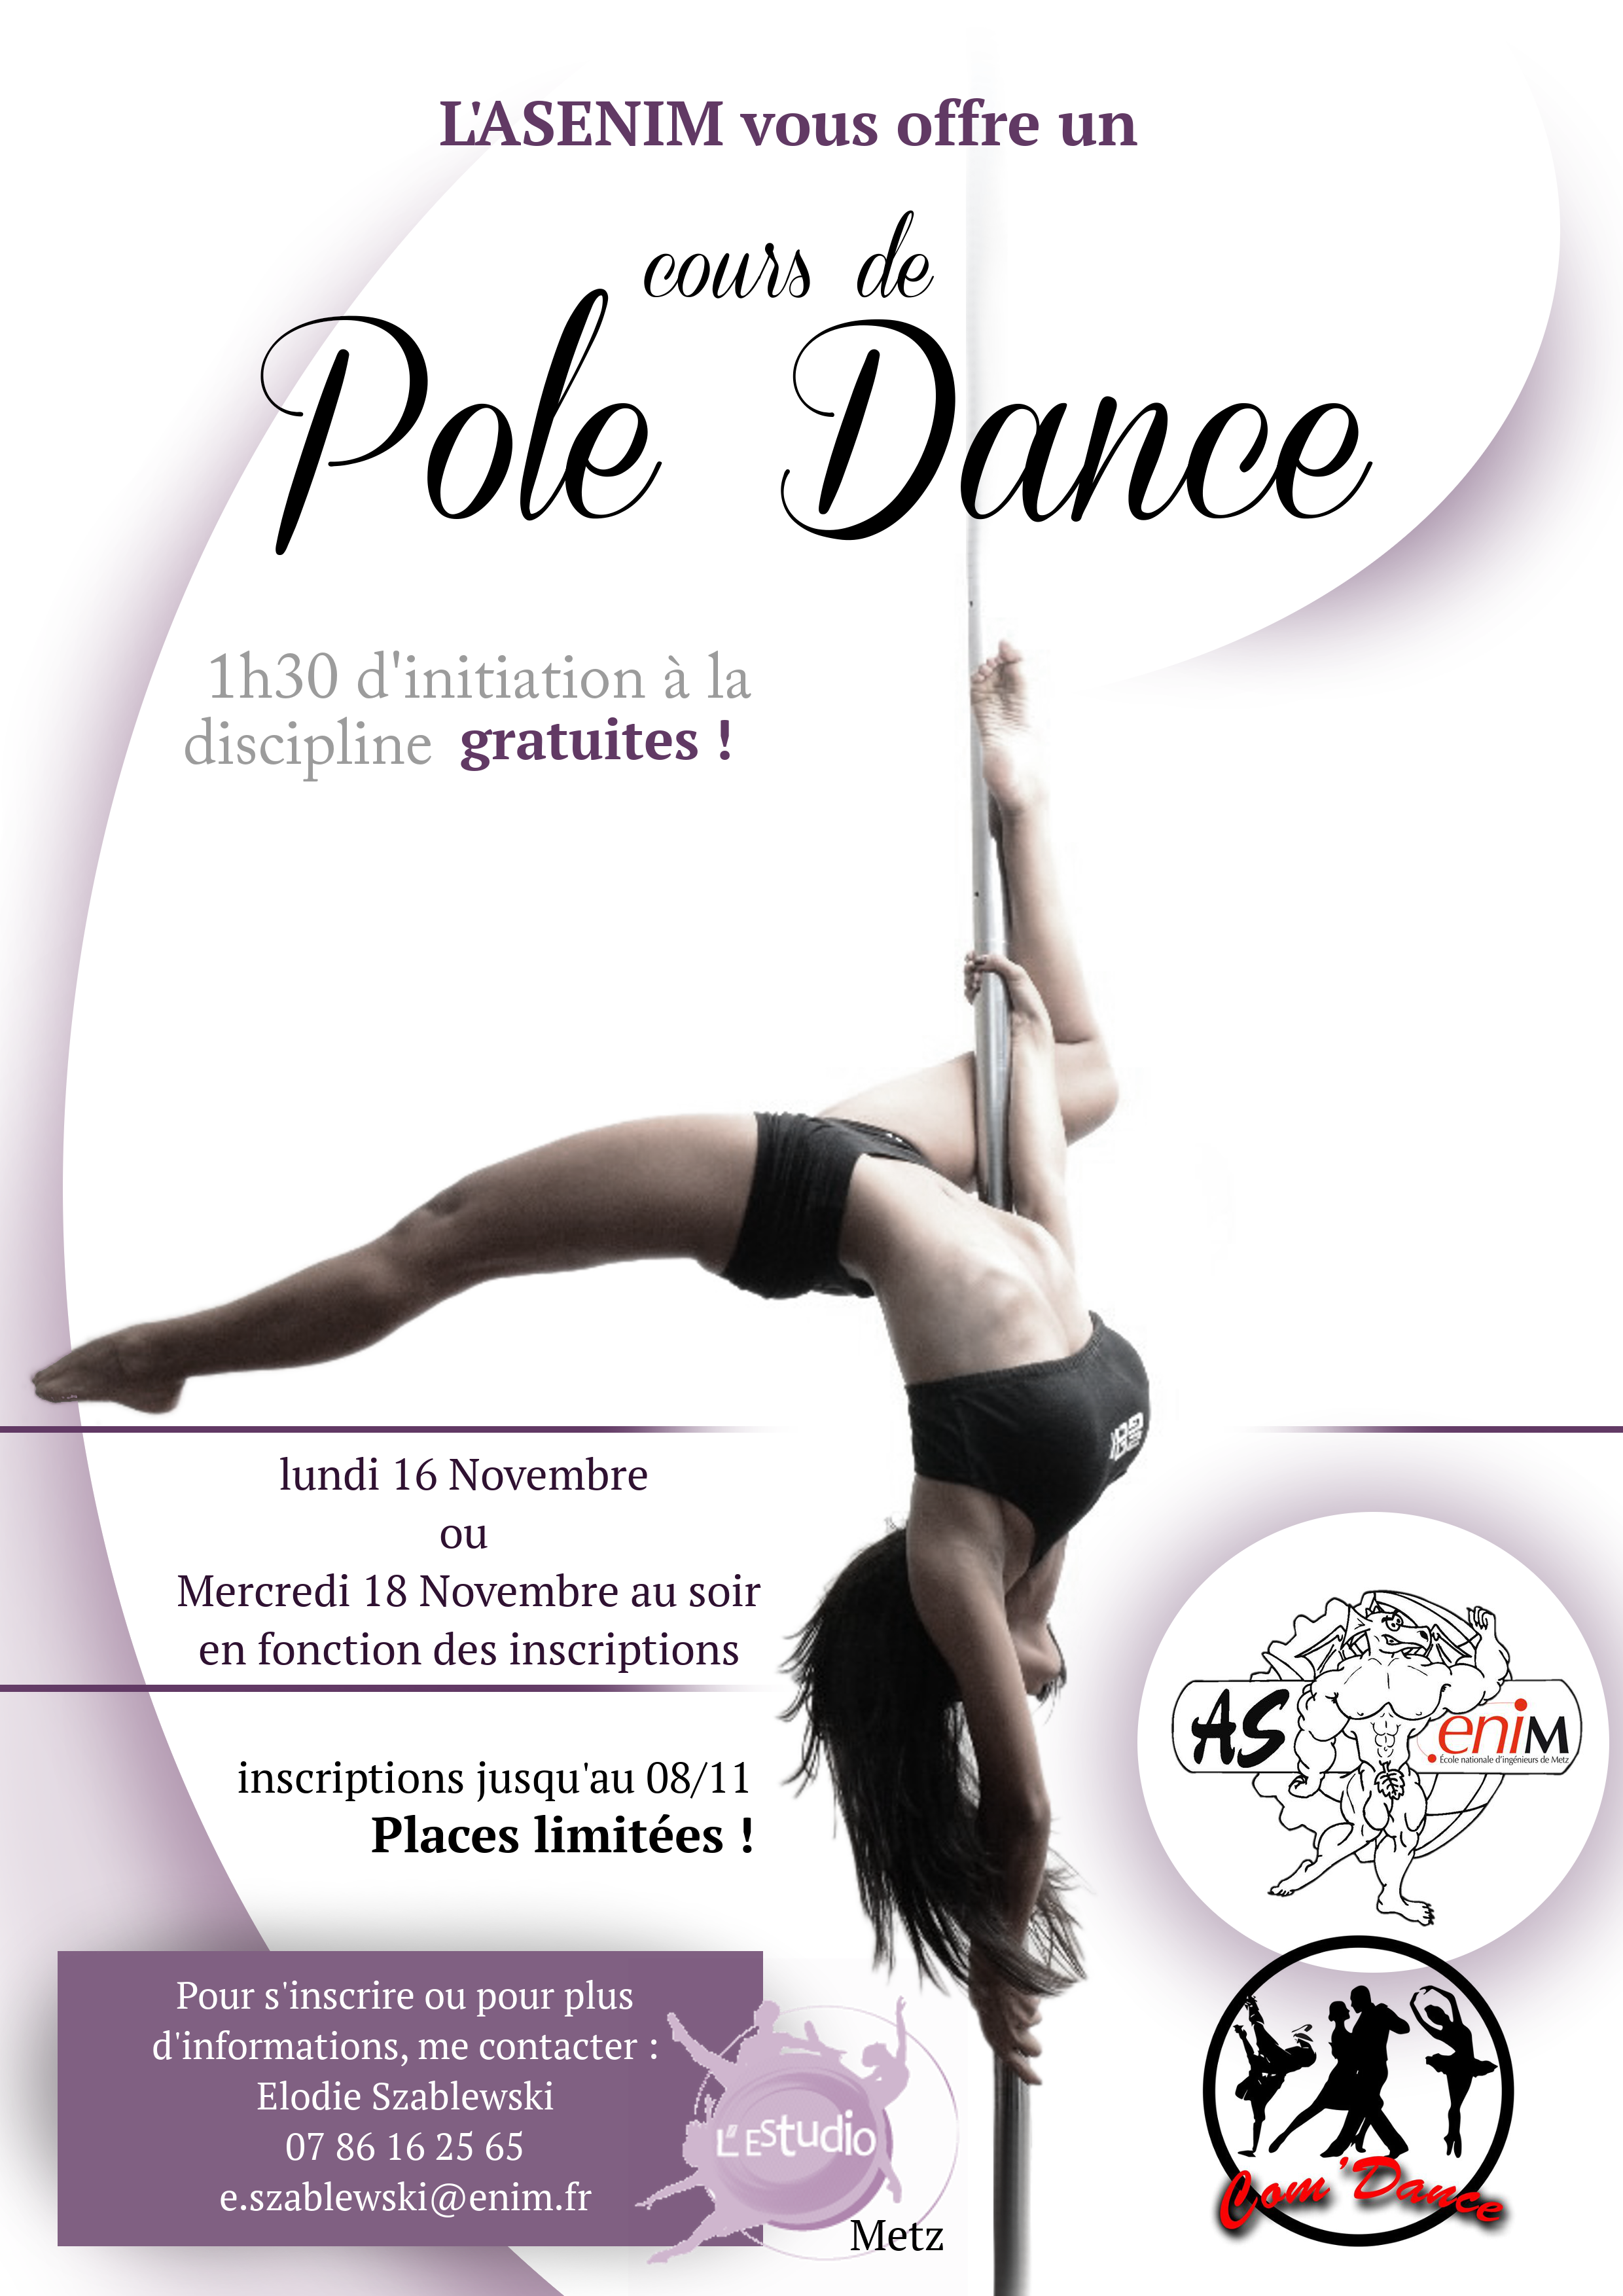 L'ASENIM vous offre un
cours de
Pole Dance
1h30 d'initiation à la
discipline gratuites !
lundi 16 Novembre
ou
Mercredi 18 Novembre au soir
en fonction des inscriptions
inscriptions jusqu'au 08/11
Places limitées !
Pour s'inscrire ou pour plus
d'informations, me contacter :
Elodie Szablewski
07 86 16 25 65
e.szablewski@enim.fr
L'EStudio
Metz
AS eniM
École nationale d'ingénieurs de Metz
Com'Dance